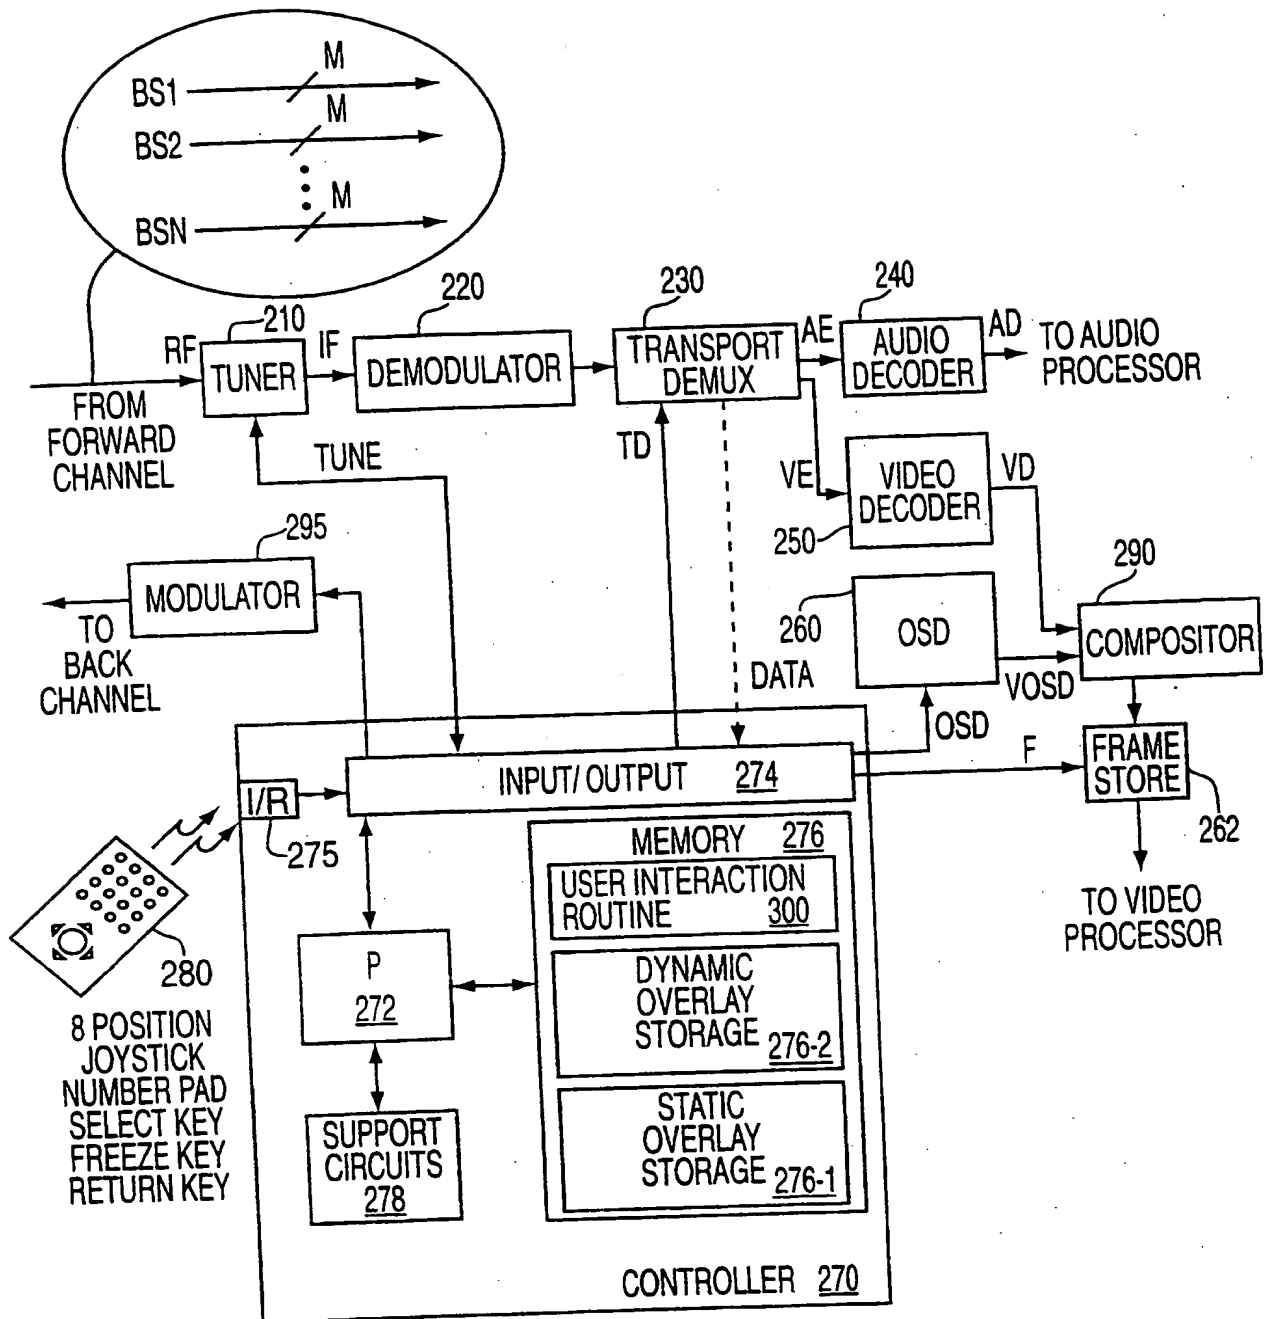 BS1
M
BS2
M
BSN
M
RF
210
TUNER
IF
220
DEMODULATOR
230
TRANSPORT
DEMUX
AE
240
AUDIO
DECODER
AD
TO AUDIO
PROCESSOR
FROM
FORWARD
CHANNEL
TUNE
TD
VE
VIDEO
DECODER
250
VD
295
MODULATOR
TO
BACK
CHANNEL
DATA
260
OSD
VOSD
290
COMPOSITOR
OSD
F
FRAME
STORE
262
TO VIDEO
PROCESSOR
INPUT/OUTPUT 274
I/R
275
280
8 POSITION
JOYSTICK
NUMBER PAD
SELECT KEY
FREEZE KEY
RETURN KEY
MEMORY 276
USER INTERACTION
ROUTINE 300
DYNAMIC
OVERLAY
STORAGE
276-2
STATIC
OVERLAY
STORAGE
276-1
P
272
SUPPORT
CIRCUITS
278
CONTROLLER 270